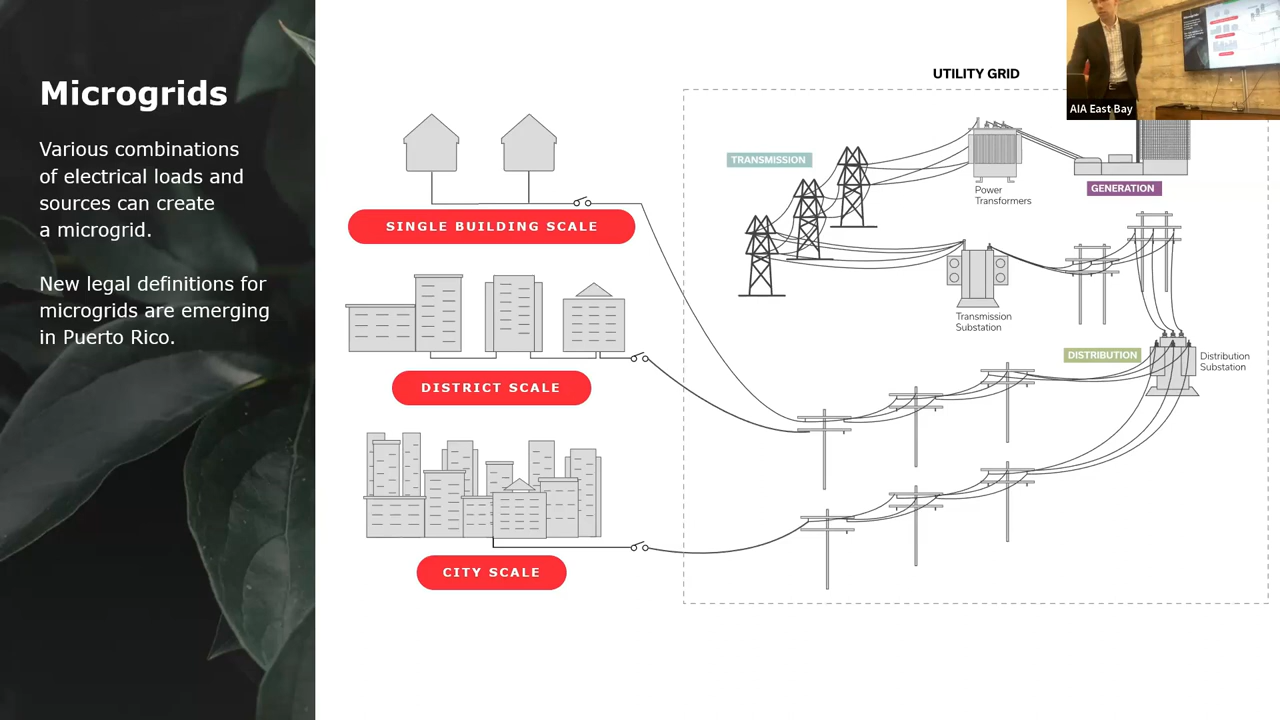 Microgrids
Various combinations
of electrical loads and
sources can create
a microgrid.
New legal definitions for
microgrids are emerging
in Puerto Rico.
SINGLE BUILDING SCALE
DISTRICT SCALE
CITY SCALE
UTILITY GRID
AIA East Bay
TRANSMISSION
Power
Transformers
GENERATION
Transmission
Substation
DISTRIBUTION
Distribution
Substation